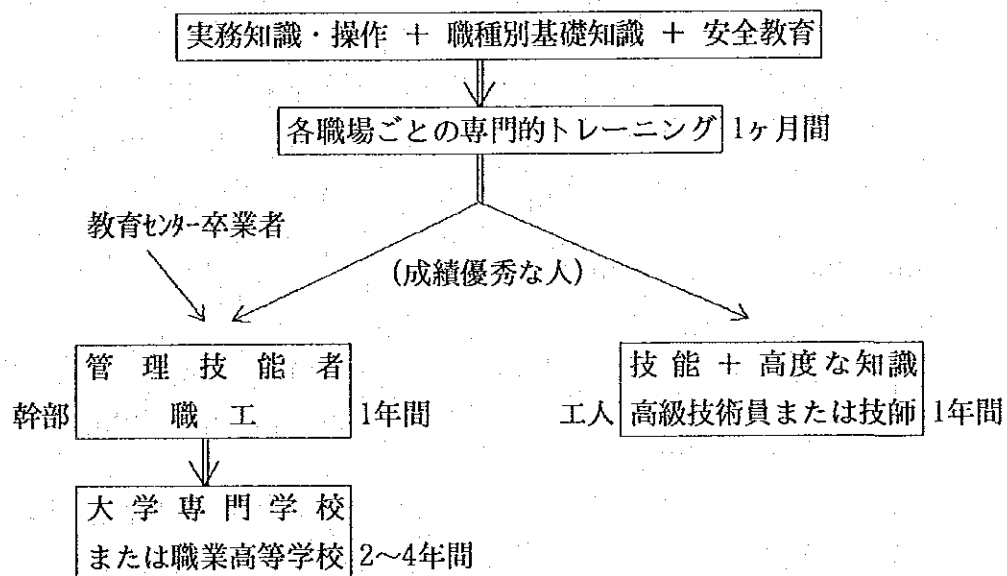 実務知識・操作 + 職種別基礎知識 + 安全教育
各職場ごとの専門的トレーニング 1ヶ月間
教育センター卒業者
(成績優秀な人)
管理技能者
幹部 職工 1年間
技能 + 高度な知識
工人 高級技術員または技師 1年間
大学専門学校
または職業高等学校 2~4年間